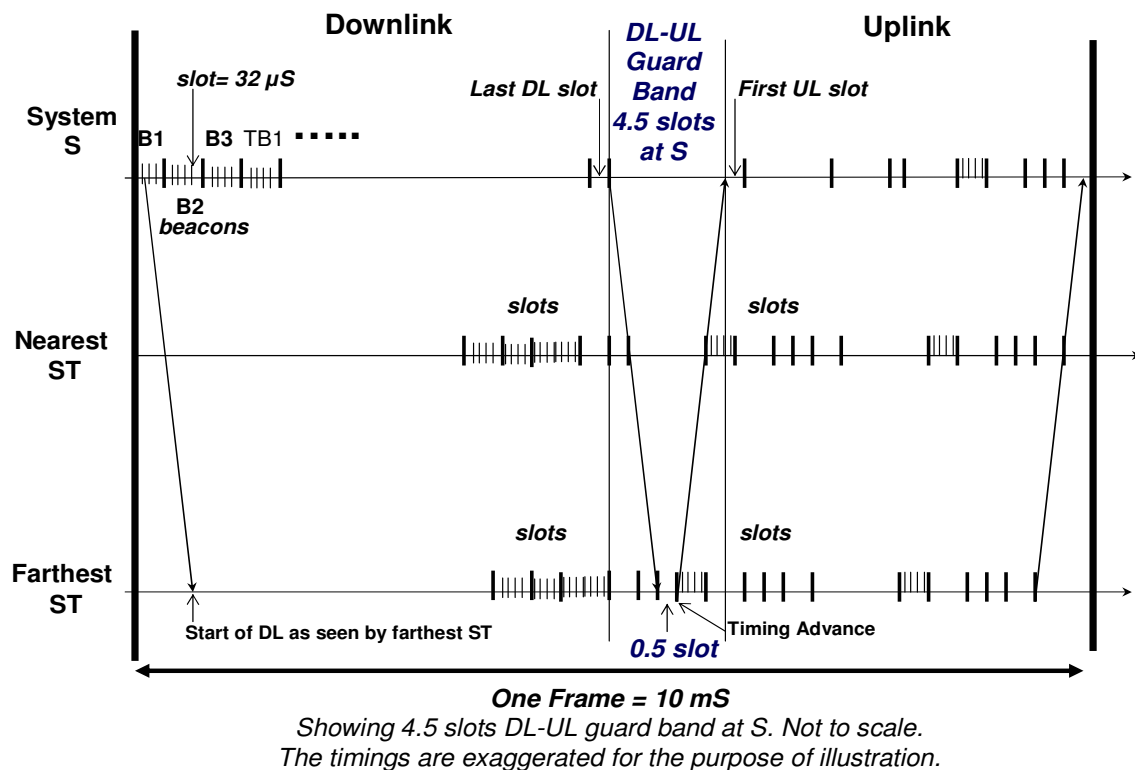 Downlink
DL-UL
Guard
Band
4.5 slots
at S
Uplink
slot= 32 µS
Last DL slot
First UL slot
System
S
B1
B3
TB1
B2
beacons
slots
slots
Nearest
ST
slots
slots
Farthest
ST
Start of DL as seen by farthest ST
Timing Advance
0.5 slot
One Frame = 10 mS
Showing 4.5 slots DL-UL guard band at S. Not to scale.
The timings are exaggerated for the purpose of illustration.